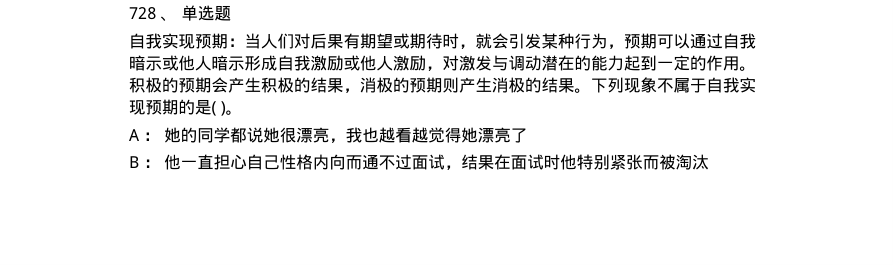 728 、 单选题
自我实现预期：当人们对后果有期望或期待时，就会引发某种行为，预期可以通过自我
暗示或他人暗示形成自我激励或他人激励，对激发与调动潜在的能力起到一定的作用。
积极的预期会产生积极的结果，消极的预期则产生消极的结果。下列现象不属于自我实
现预期的是( )。
A ： 她的同学都说她很漂亮，我也越看越觉得她漂亮了
B ： 他一直担心自己性格内向而通不过面试，结果在面试时他特别紧张而被淘汰